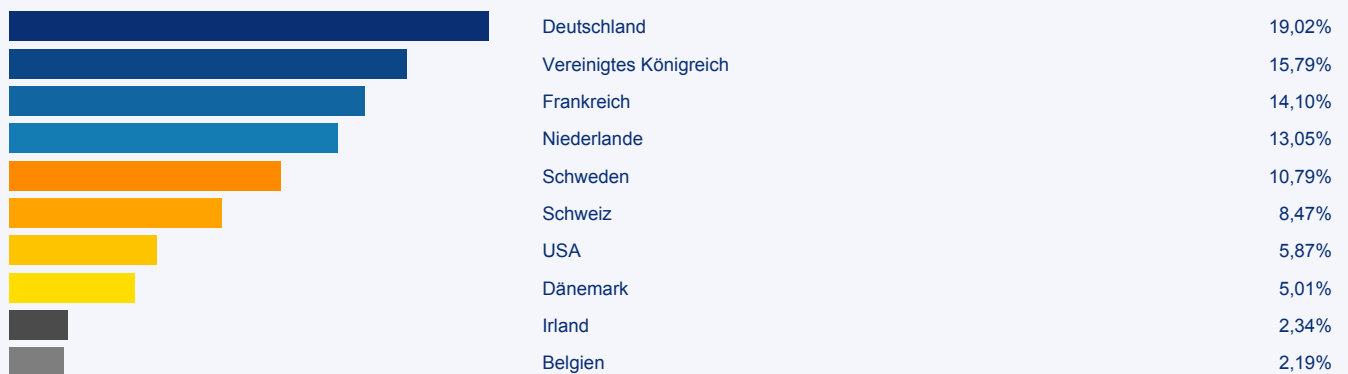 Deutschland 19,02%
Vereinigtes Königreich 15,79%
Frankreich 14,10%
Niederlande 13,05%
Schweden 10,79%
Schweiz 8,47%
USA 5,87%
Dänemark 5,01%
Irland 2,34%
Belgien 2,19%